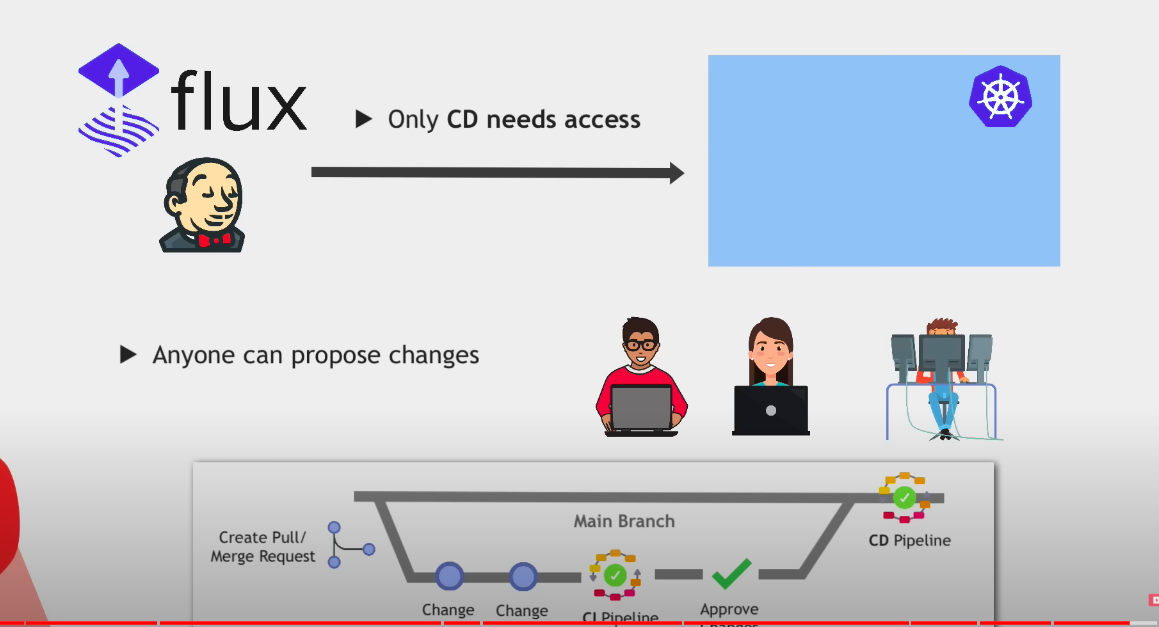 flux
Only CD needs access
Anyone can propose changes
Main Branch
Create Pull/
Merge Request
CD Pipeline
Change
Change
CI Pipeline
Approve
Changes